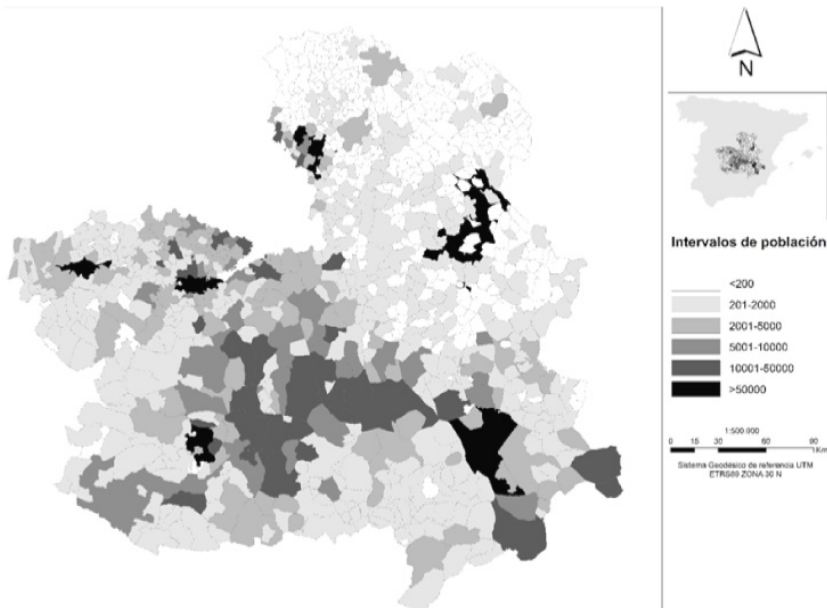 N
Intervalos de población
<200
201-2000
2001-5000
5001-10000
10001-50000
>50000
1:500.000
0 15 30 60 90
Km
Sistema Geodésico de referencia UTM
ETRS89 ZONA 30 N